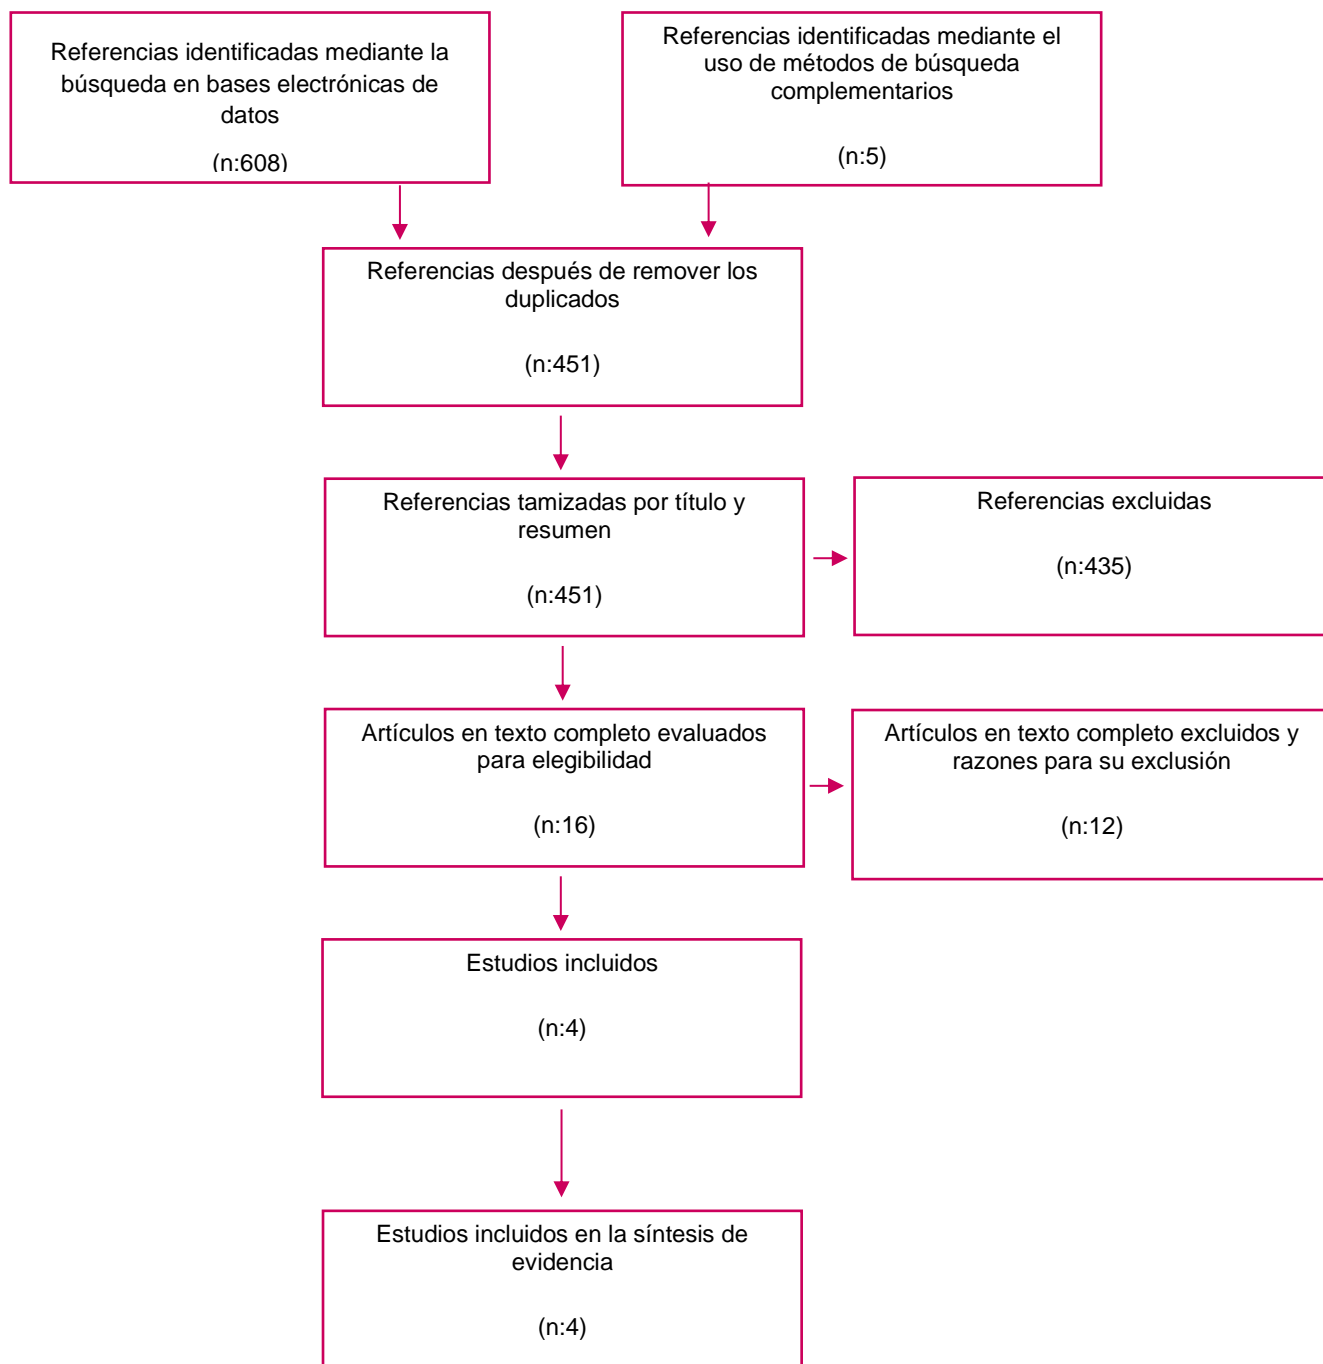 Referencias identificadas mediante la
búsqueda en bases electrónicas de
datos
(n:608)
Referencias identificadas mediante el
uso de métodos de búsqueda
complementarios
(n:5)
Referencias después de remover los
duplicados
(n:451)
Referencias tamizadas por título y
resumen
(n:451)
Referencias excluidas
(n:435)
Artículos en texto completo evaluados
para elegibilidad
(n:16)
Artículos en texto completo excluidos y
razones para su exclusión
(n:12)
Estudios incluidos
(n:4)
Estudios incluidos en la síntesis de
evidencia
(n:4)